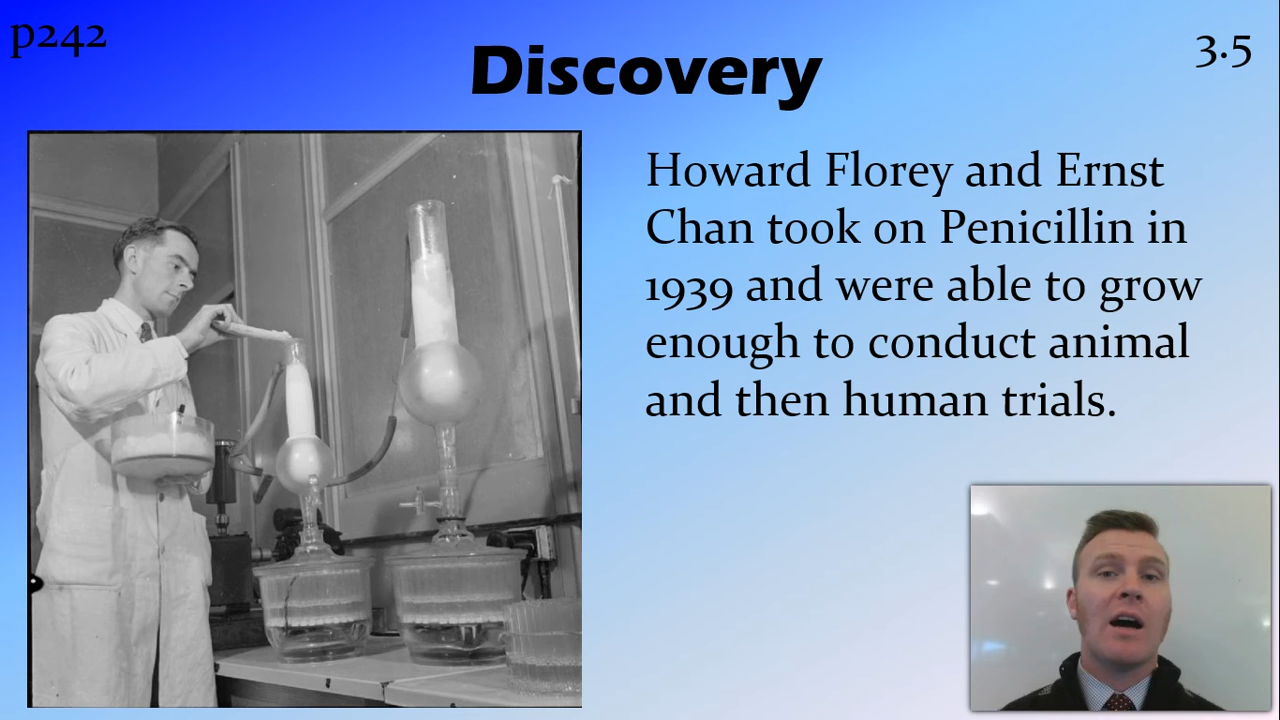 p242
Discovery
3.5
Howard Florey and Ernst
Chan took on Penicillin in
1939 and were able to grow
enough to conduct animal
and then human trials.